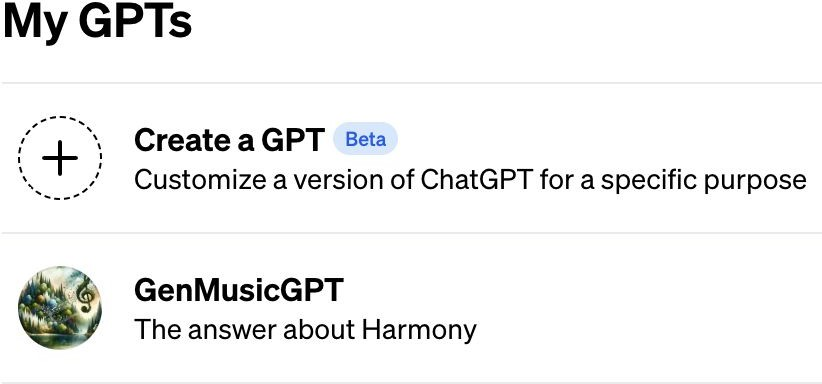 My GPTs
Create a GPT Beta
Customize a version of ChatGPT for a specific purpose
GenMusicGPT
The answer about Harmony